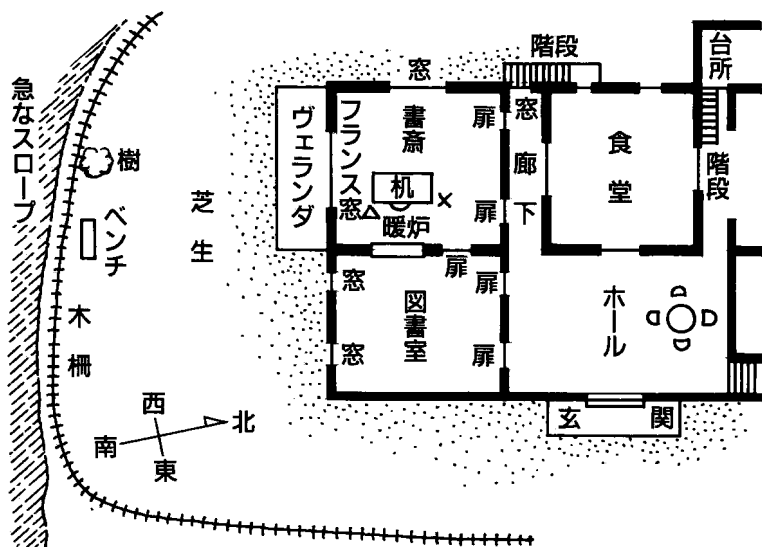 急なスロープ
樹
ベンチ
木柵
芝生
西
南
北
東
ヴェランダ
フランス窓
窓
書斎
机
暖炉
扉
扉
扉
窓
窓
図書室
扉
扉
階段
窓
廊下
食堂
台所
階段
ホール
玄関